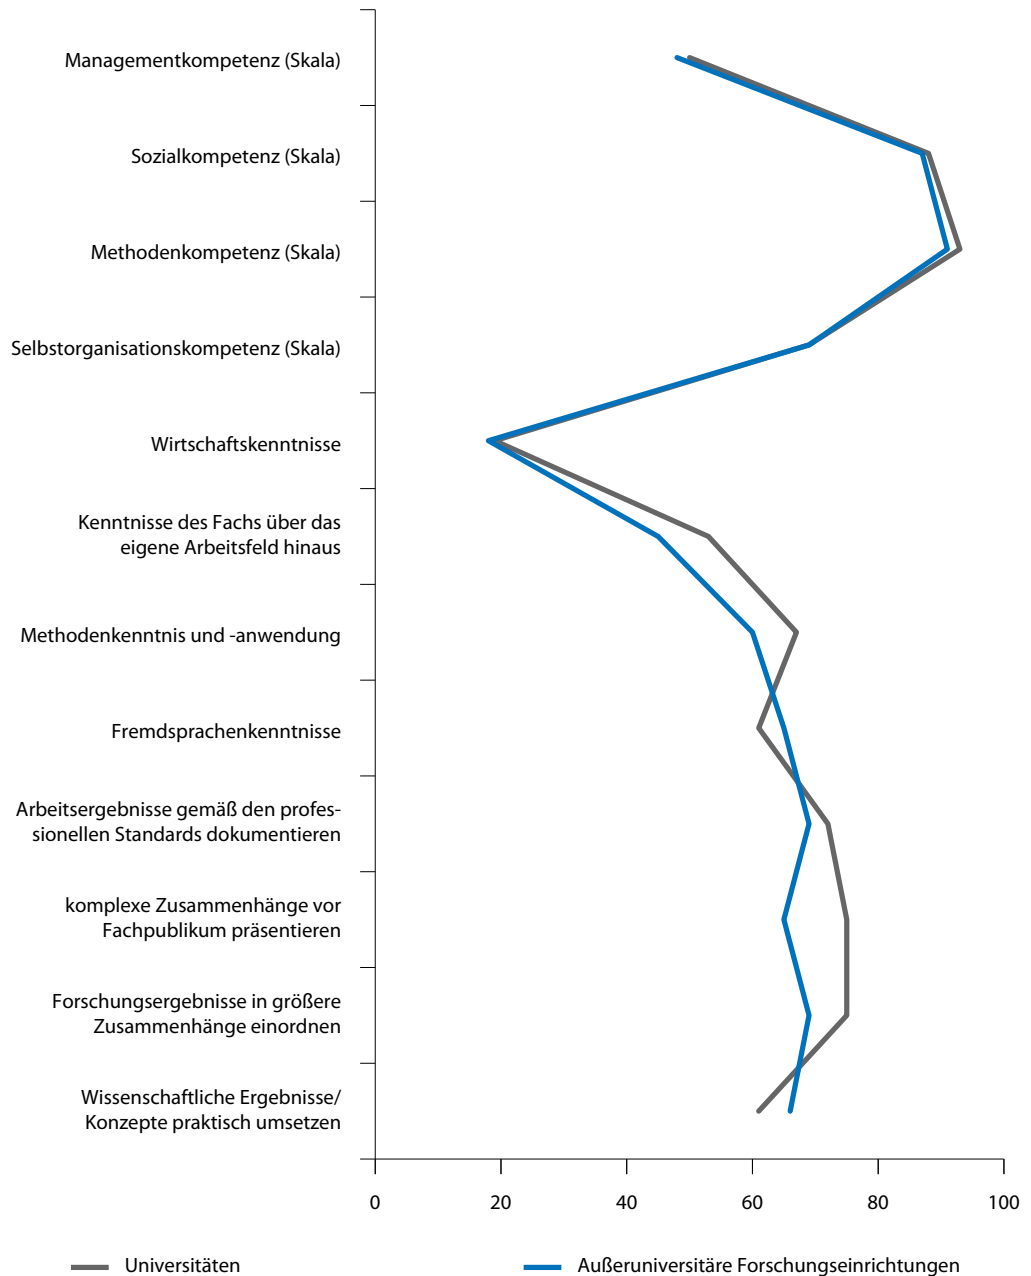 Managementkompetenz (Skala)
Sozialkompetenz (Skala)
Methodenkompetenz (Skala)
Selbstorganisationskompetenz (Skala)
Wirtschaftskenntnisse
Kenntnisse des Fachs über das
eigene Arbeitsfeld hinaus
Methodenkenntnis und -anwendung
Fremdsprachenkenntnisse
Arbeitsergebnisse gemäß den profes-
sionellen Standards dokumentieren
komplexe Zusammenhänge vor
Fachpublikum präsentieren
Forschungsergebnisse in größere
Zusammenhänge einordnen
Wissenschaftliche Ergebnisse/
Konzepte praktisch umsetzen
0 20 40 60 80 100
Universitäten
Außeruniversitäre Forschungseinrichtungen